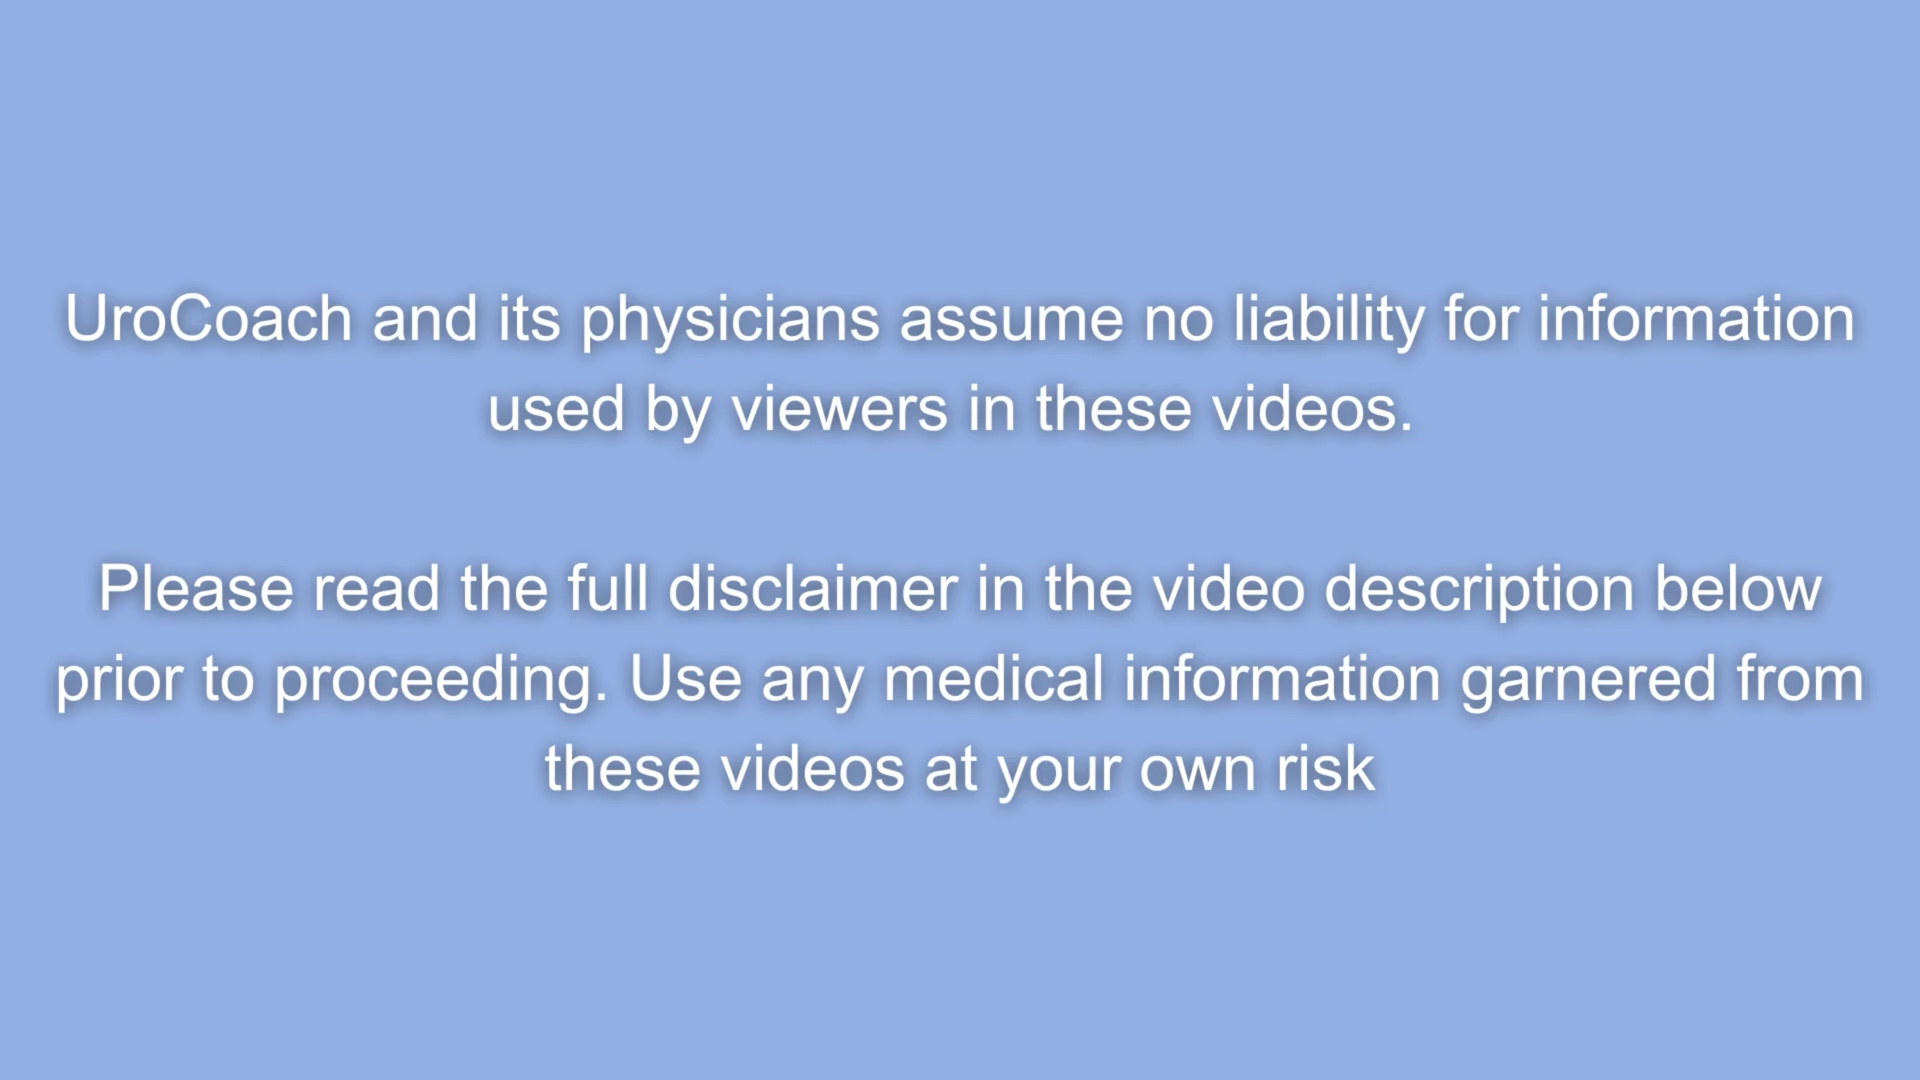 UroCoach and its physicians assume no liability for information
used by viewers in these videos.
Please read the full disclaimer in the video description below
prior to proceeding. Use any medical information garnered from
these videos at your own risk